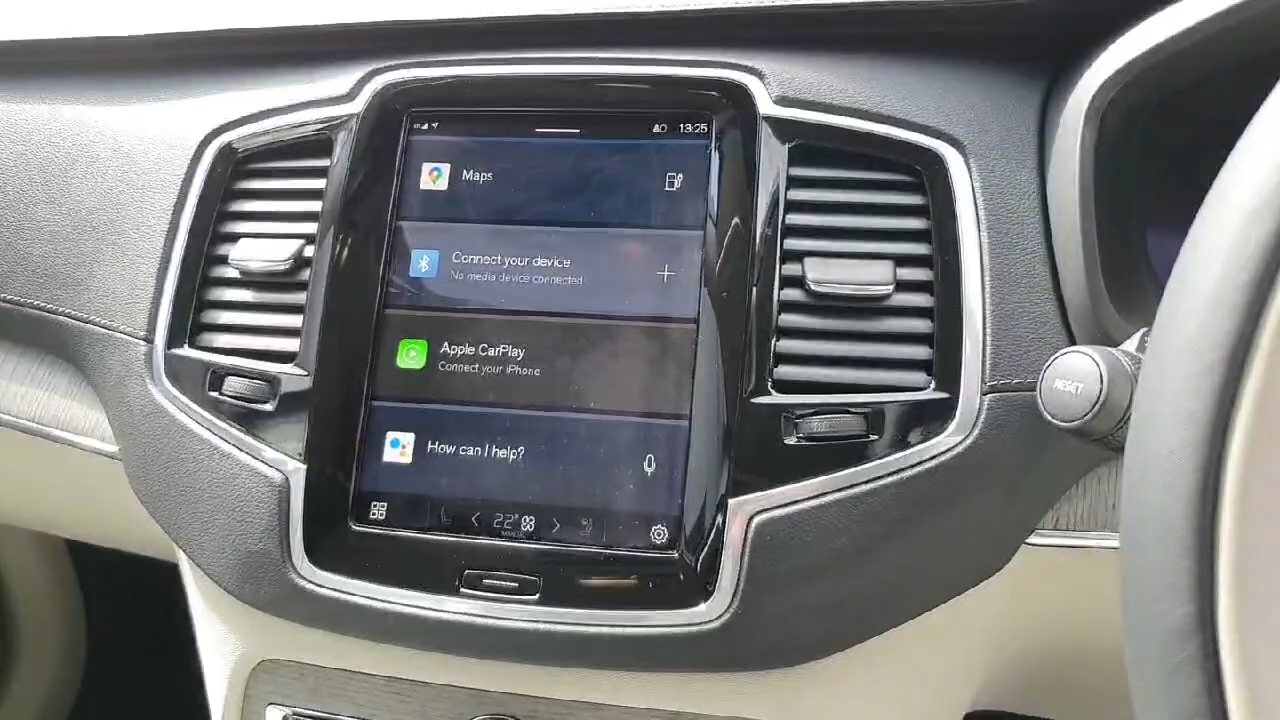 13:25
Maps
Connect your device
No media device connected
Apple CarPlay
Connect your iPhone
How can I help?
22°
MANUAL
RESET